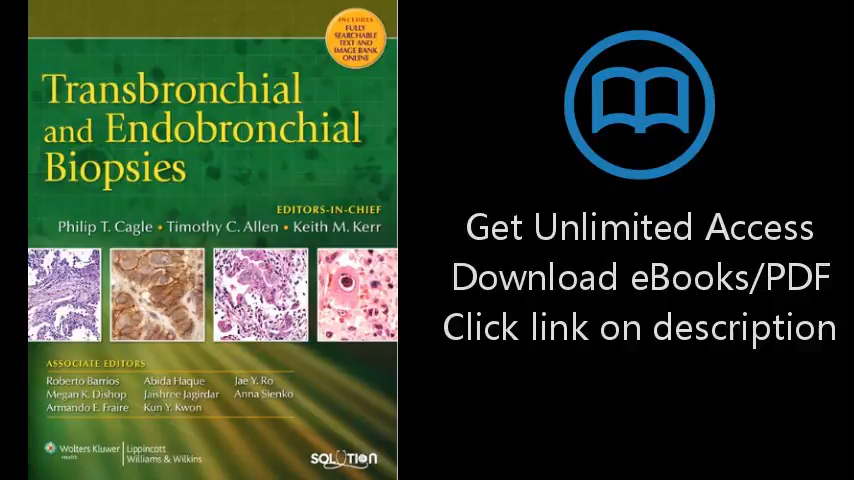 INCLUDES
FULLY
SEARCHABLE
TEXT AND
IMAGE BANK
ONLINE
Transbronchial
and Endobronchial
Biopsies
EDITORS-IN-CHIEF
Philip T. Cagle • Timothy C. Allen • Keith M. Kerr
ASSOCIATE EDITORS
Roberto Barrios Abida Haque Jae Y. Ro
Megan K. Dishop Jaishree Jagirdar Anna Sienko
Armando E. Fraire Kun Y. Kwon
Wolters Kluwer | Lippincott
Health Williams & Wilkins
SOLUTION
Get Unlimited Access
Download eBooks/PDF
Click link on description